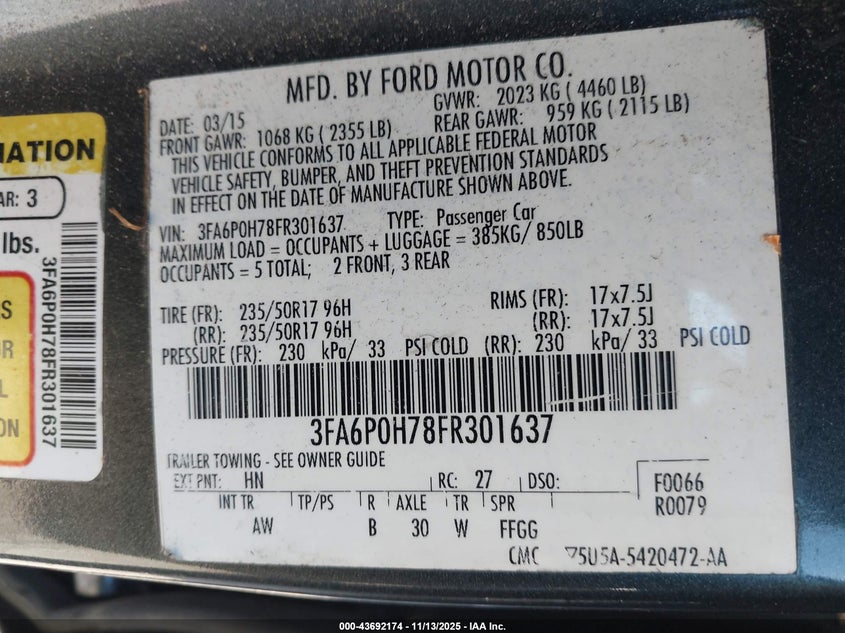 MFD. BY FORD MOTOR CO.
DATE: 03/15
GVWR: 2023 KG ( 4460 LB)
FRONT GAWR: 1068 KG ( 2355 LB)
REAR GAWR: 959 KG ( 2115 LB)
THIS VEHICLE CONFORMS TO ALL APPLICABLE FEDERAL MOTOR
VEHICLE SAFETY, BUMPER, AND THEFT PREVENTION STANDARDS
IN EFFECT ON THE DATE OF MANUFACTURE SHOWN ABOVE.
VIN: 3FA6P0H78FR301637 TYPE: Passenger Car
MAXIMUM LOAD = OCCUPANTS + LUGGAGE = 385KG/ 850LB
OCCUPANTS = 5 TOTAL; 2 FRONT, 3 REAR
TIRE (FR): 235/50R17 96H RIMS (FR): 17x7.5J
(RR): 235/50R17 96H (RR): 17x7.5J
PRESSURE (FR): 230 kPa/ 33 PSI COLD (RR): 230 kPa/ 33 PSI COLD
3FA6P0H78FR301637
TRAILER TOWING - SEE OWNER GUIDE
EXT PNT: HN RC: 27 DSO:
F0066
R0079
INT TR TP/PS R AXLE TR SPR
AW B 30 W FFGG
CMC 5U5A-5420472-AA
MATION
AR: 3
lbs.
S
OR
L
ON
3FA6P0H78FR301637
000-43692174 | 11/13/2025 - IAA Inc.